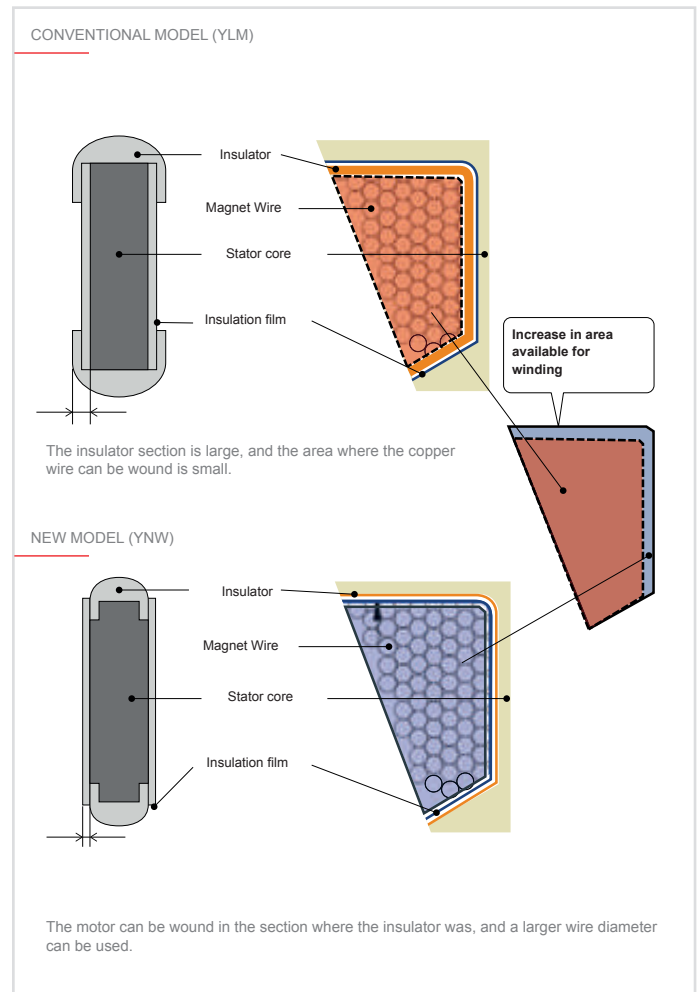 CONVENTIONAL MODEL (YLM)
Insulator
Magnet Wire
Stator core
Insulation film
Increase in area
available for
winding
The insulator section is large, and the area where the copper
wire can be wound is small.
NEW MODEL (YNW)
Insulator
Magnet Wire
Stator core
Insulation film
The motor can be wound in the section where the insulator was, and a larger wire diameter
can be used.